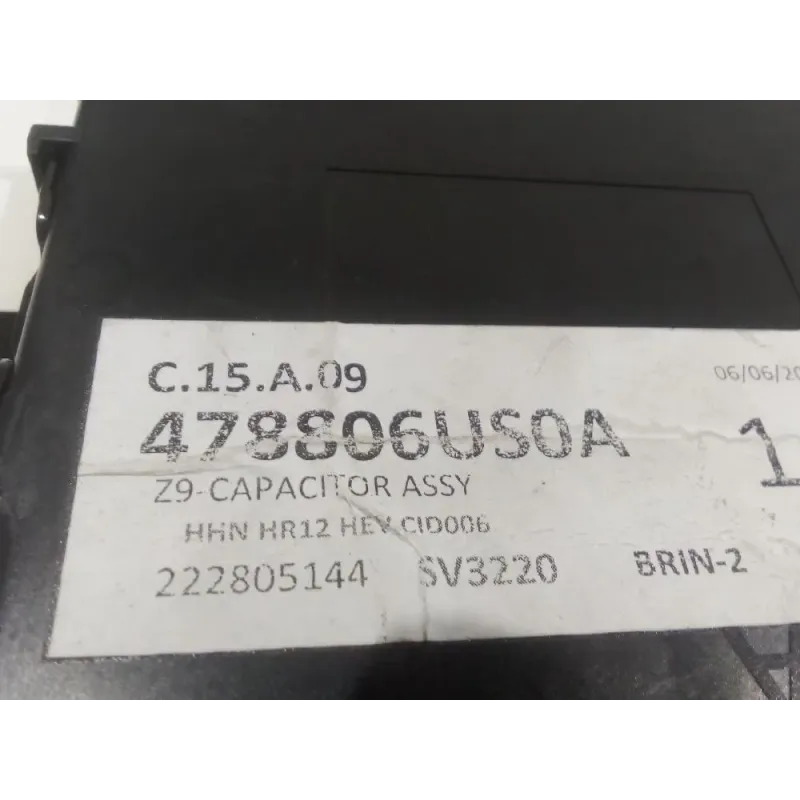 C.15.A.09
06/06/20
478806US0A
1
Z9-CAPACITOR ASSY
HHN HR12 HEV CID006
222805144 SV3220 BRIN-2